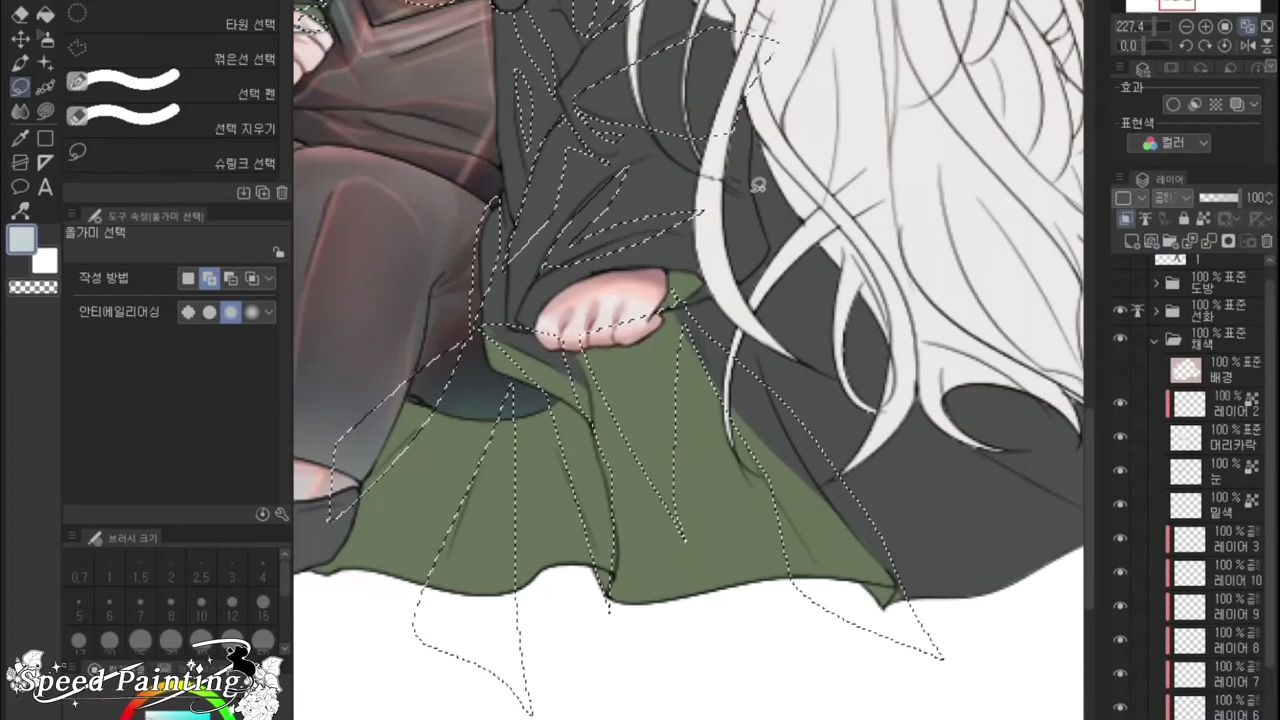 타원 선택
꺾은선 선택
선택 펜
선택 지우기
슈링크 선택
도구 속성[올가미 선택]
올가미 선택
작성 방법
안티에일리어싱
브러시 크기
0.7 1 1.5 2 2.5 3 4
5 6 7 8 10 12 15
Speed Painting
227.4
0.0
효과
표현색
컬러
레이어
100
1
100 % 표준
도방
100 % 표준
선화
100 % 표준
채색
100 % 표준
배경
100 %
레이어 2
100 % 표준
머리카락
100 %
눈
100 % 표준
밑색
100 % 곱
레이어 3
100 % 곱
레이어 10
100 % 곱
레이어 9
100 % 곱
레이어 8
100 % 곱
레이어 7
100 % 곱
레이어 6